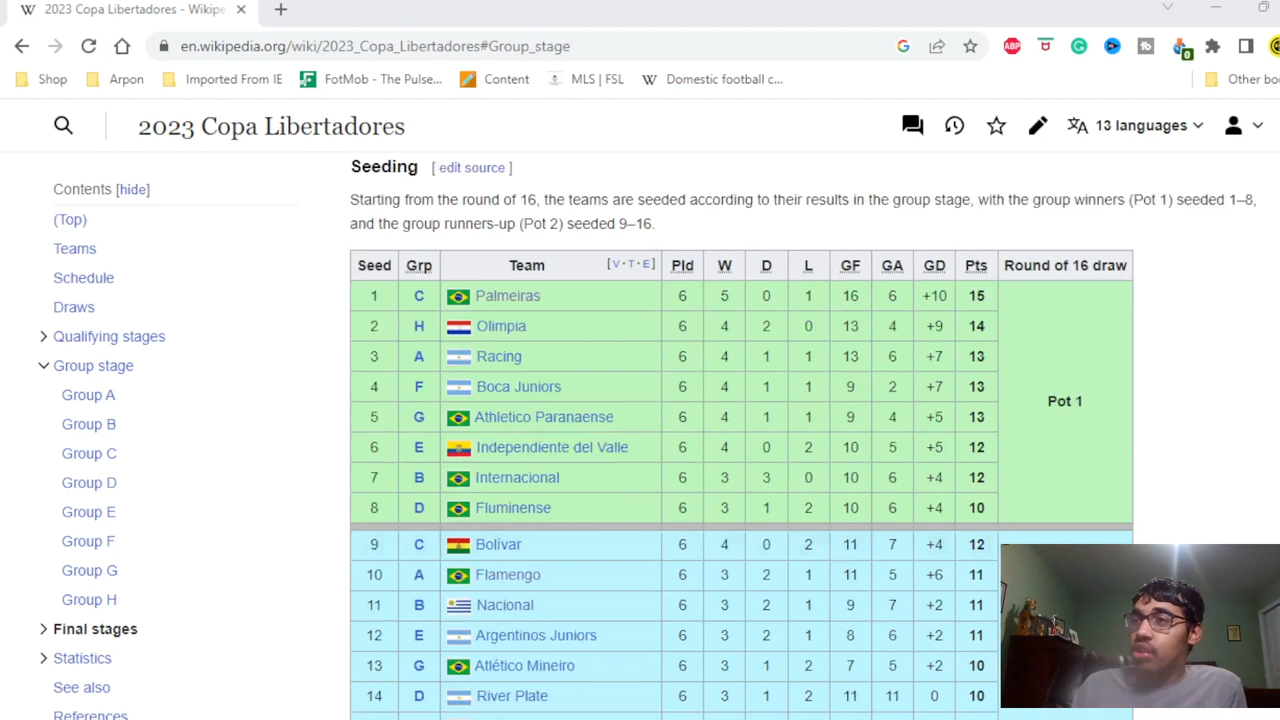 2023 Copa Libertadores - Wikipe
en.wikipedia.org/wiki/2023_Copa_Libertadores#Group_stage
Shop Arpon Imported From IE FotMob - The Pulse... Content MLS | FSL Domestic football c... Other bo
2023 Copa Libertadores
13 languages
Contents [hide]
(Top)
Teams
Schedule
Draws
Qualifying stages
Group stage
Group A
Group B
Group C
Group D
Group E
Group F
Group G
Group H
Final stages
Statistics
See also
References
Seeding [ edit source ]
Starting from the round of 16, the teams are seeded according to their results in the group stage, with the group winners (Pot 1) seeded 1–8,
and the group runners-up (Pot 2) seeded 9–16.
Seed Grp Team [V·T·E] Pld W D L GF GA GD Pts Round of 16 draw
1 C Palmeiras 6 5 0 1 16 6 +10 15
2 H Olimpia 6 4 2 0 13 4 +9 14
3 A Racing 6 4 1 1 13 6 +7 13
4 F Boca Juniors 6 4 1 1 9 2 +7 13
Pot 1
5 G Athletico Paranaense 6 4 1 1 9 4 +5 13
6 E Independiente del Valle 6 4 0 2 10 5 +5 12
7 B Internacional 6 3 3 0 10 6 +4 12
8 D Fluminense 6 3 1 2 10 6 +4 10
9 C Bolívar 6 4 0 2 11 7 +4 12
10 A Flamengo 6 3 2 1 11 5 +6 11
11 B Nacional 6 3 2 1 9 7 +2 11
12 E Argentinos Juniors 6 3 2 1 8 6 +2 11
13 G Atlético Mineiro 6 3 1 2 7 5 +2 10
14 D River Plate 6 3 1 2 11 11 0 10